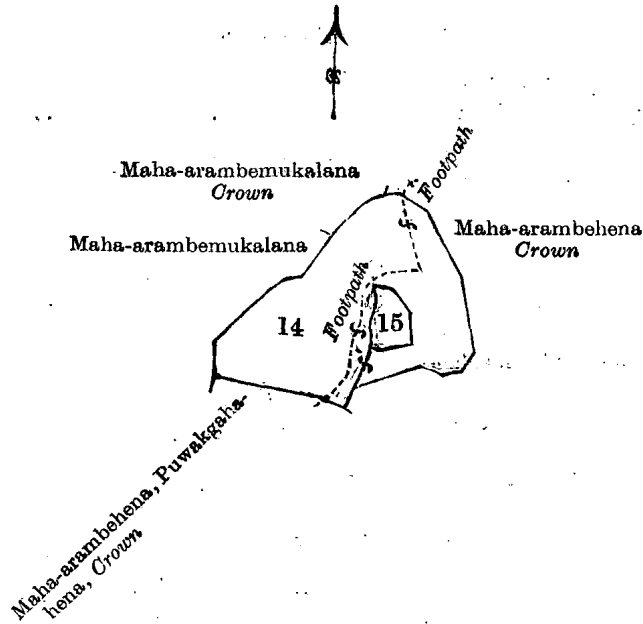 Maha-arambemukalana
Crown
Footpath
Maha-arambehena
Crown
Maha-arambemukalana
Footpath
14
15
Maha-arambehena, Puwakgaha-
hena, Crown